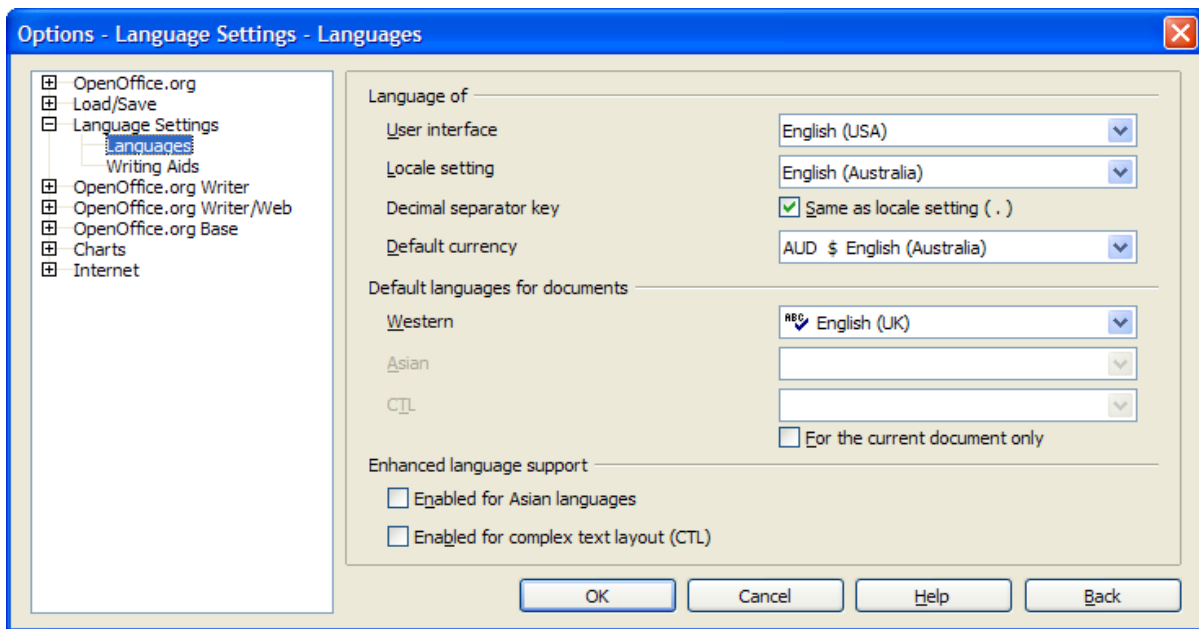 Options - Language Settings - Languages
OpenOffice.org
Load/Save
Language Settings
Languages
Writing Aids
OpenOffice.org Writer
OpenOffice.org Writer/Web
OpenOffice.org Base
Charts
Internet
Language of
User interface English (USA)
Locale setting English (Australia)
Decimal separator key Same as locale setting ( . )
Default currency AUD $ English (Australia)
Default languages for documents
Western ABC English (UK)
Asian
CTL
For the current document only
Enhanced language support
Enabled for Asian languages
Enabled for complex text layout (CTL)
OK Cancel Help Back